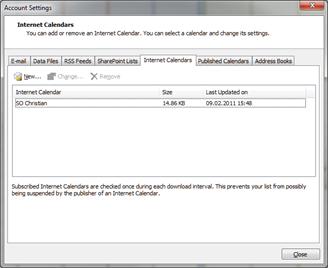 Account Settings
Internet Calendars
You can add or remove an Internet Calendar. You can select a calendar and change its settings.
E-mail Data Files RSS Feeds SharePoint Lists Internet Calendars Published Calendars Address Books
New... Change... Remove
Internet Calendar Size Last Updated on
SO Christian 14.86 KB 09.02.2011 15:48
Subscribed Internet Calendars are checked once during each download interval. This prevents your list from possibly
being suspended by the publisher of an Internet Calendar.
Close